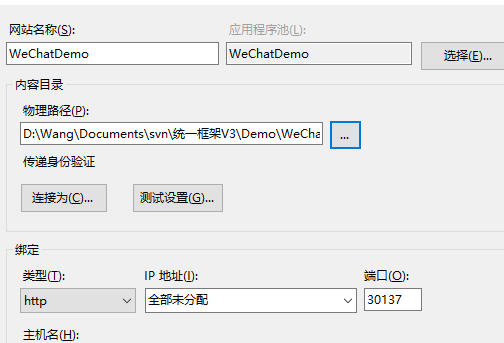 网站名称(S): 应用程序池(L):
WeChatDemo WeChatDemo 选择(E)...
内容目录
物理路径(P):
D:\Wang\Documents\svn\统一框架V3\Demo\WeCha ...
传递身份验证
连接为(C)... 测试设置(G)...
绑定
类型(T): IP 地址(I): 端口(O):
http 全部未分配 30137
主机名(H):